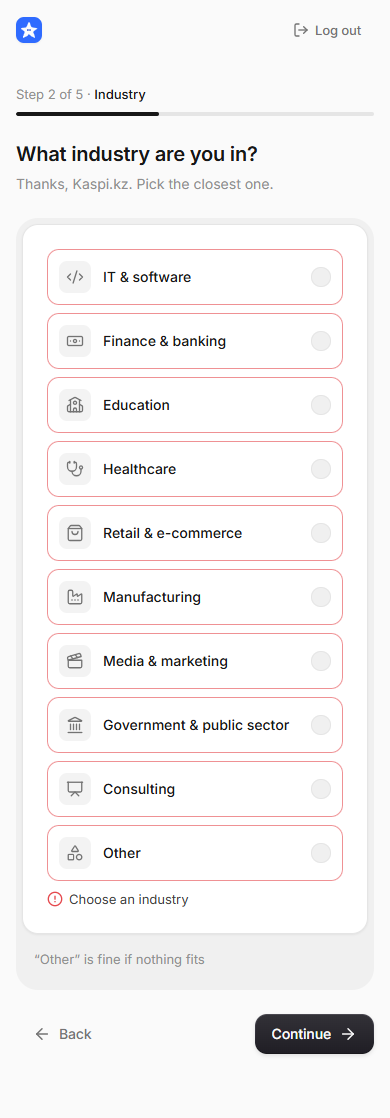 Log out
Step 2 of 5 · Industry
What industry are you in?
Thanks, Kaspi.kz. Pick the closest one.
IT & software
Finance & banking
Education
Healthcare
Retail & e-commerce
Manufacturing
Media & marketing
Government & public sector
Consulting
Other
Choose an industry
“Other” is fine if nothing fits
Back
Continue